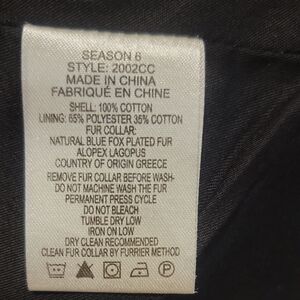 SEASON 6
STYLE: 2002CC
MADE IN CHINA
FABRIQUÉ EN CHINE
SHELL: 100% COTTON
LINING: 65% POLYESTER 35% COTTON
FUR COLLAR:
NATURAL BLUE FOX PLATED FUR
ALOPEX LAGOPUS
COUNTRY OF ORIGIN GREECE
REMOVE FUR COLLAR BEFORE WASH-
DO NOT MACHINE WASH THE FUR
PERMANENT PRESS CYCLE
DO NOT BLEACH
TUMBLE DRY LOW
IRON ON LOW
DRY CLEAN RECOMMENDED
CLEAN FUR COLLAR BY FURRIER METHOD
P